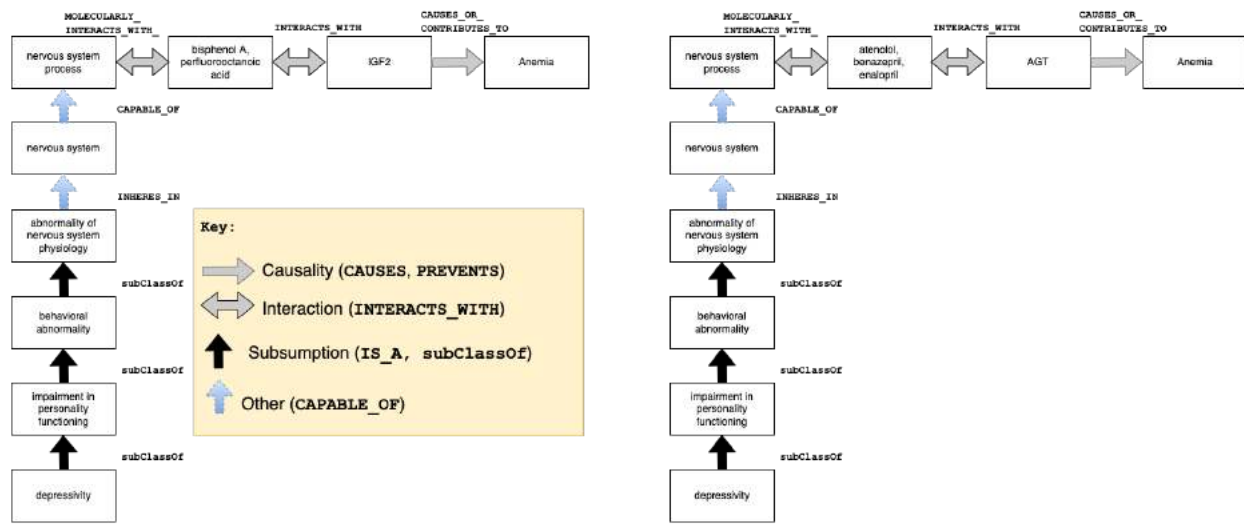 MOLECULARLY_
INTERACTS_WITH_
INTERACTS_WITH
CAUSES_OR_
CONTRIBUTES_TO
nervous system
process
bisphenol A,
perfluorooctanoic
acid
IGF2
Anemia
CAPABLE_OF
nervous system
INHERES_IN
abnormality of
nervous system
physiology
subClassOf
behavioral
abnormality
subClassOf
impairment in
personality
functioning
subClassOf
depressivity
Key:
Causality (CAUSES, PREVENTS)
Interaction (INTERACTS_WITH)
Subsumption (IS_A, subClassOf)
Other (CAPABLE_OF)
MOLECULARLY_
INTERACTS_WITH_
INTERACTS_WITH
CAUSES_OR_
CONTRIBUTES_TO
nervous system
process
atenolol,
benazepril,
enalopril
AGT
Anemia
CAPABLE_OF
nervous system
INHERES_IN
abnormality of
nervous system
physiology
subClassOf
behavioral
abnormality
subClassOf
impairment in
personality
functioning
subClassOf
depressivity